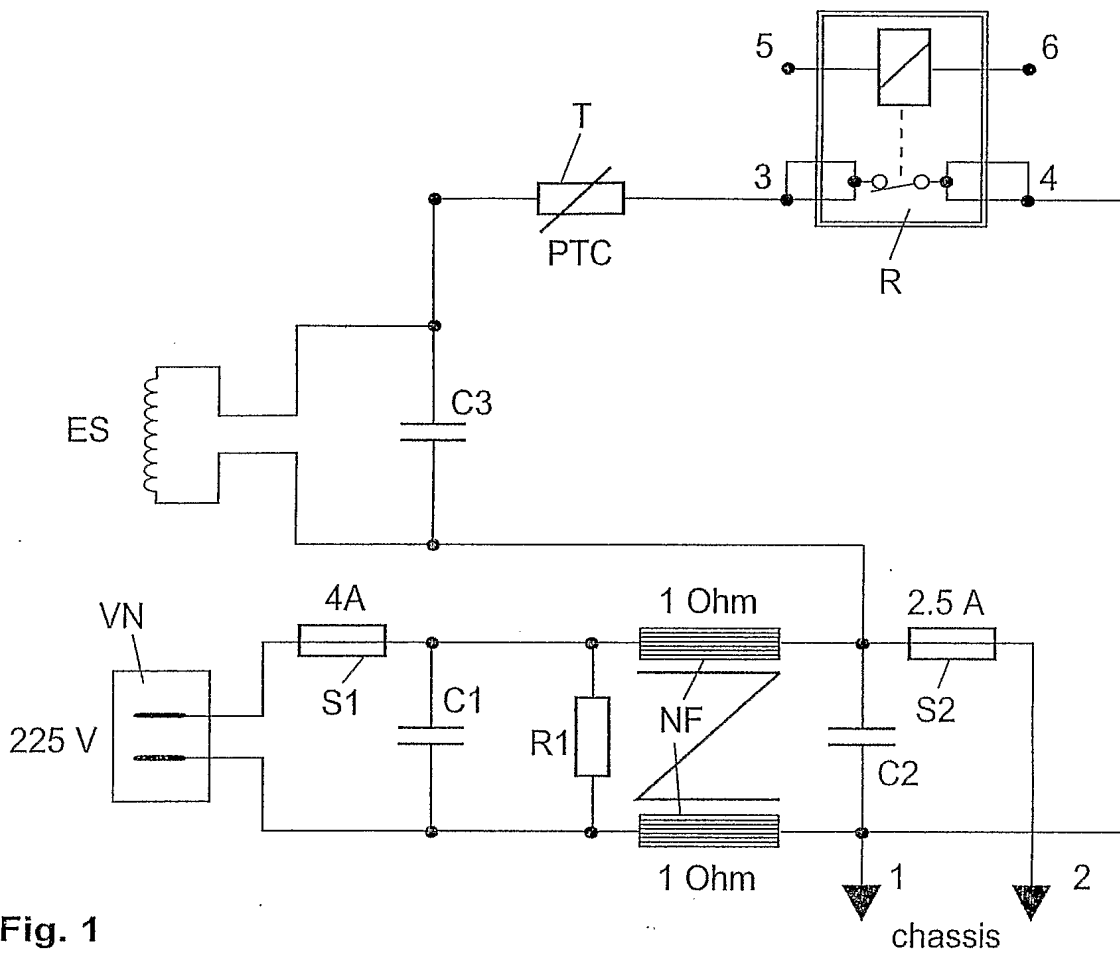 5
6
T
3
4
PTC
R
C3
ES
VN
4A
1 Ohm
2.5 A
S1
C1
NF
S2
225 V
R1
C2
1 Ohm
1
2
chassis
Fig. 1